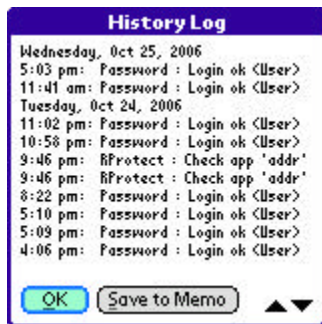 History Log
Wednesday, Oct 25, 2006
5:03 pm: Password : Login ok <User>
11:41 am: Password : Login ok <User>
Tuesday, Oct 24, 2006
11:02 pm: Password : Login ok <User>
10:58 pm: Password : Login ok <User>
9:46 pm: RProtect : Check app 'addr'
9:46 pm: RProtect : Check app 'addr'
8:22 pm: Password : Login ok <User>
5:10 pm: Password : Login ok <User>
5:09 pm: Password : Login ok <User>
4:06 pm: Password : Login ok <User>
OK Save to Memo